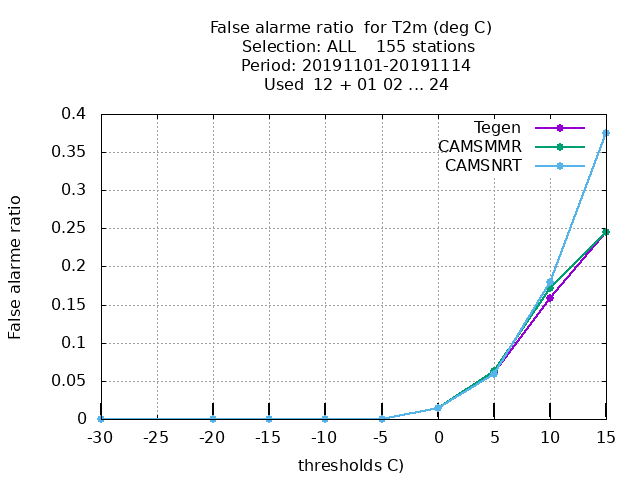 False alarme ratio  for T2m (deg C)
Selection: ALL    155 stations
Period: 20191101-20191114
Used  12 + 01 02 ... 24
False alarme ratio
0.4
0.35
0.3
0.25
0.2
0.15
0.1
0.05
0
Tegen
CAMSMMR
CAMSNRT
-30 -25 -20 -15 -10 -5 0 5 10 15
thresholds C)